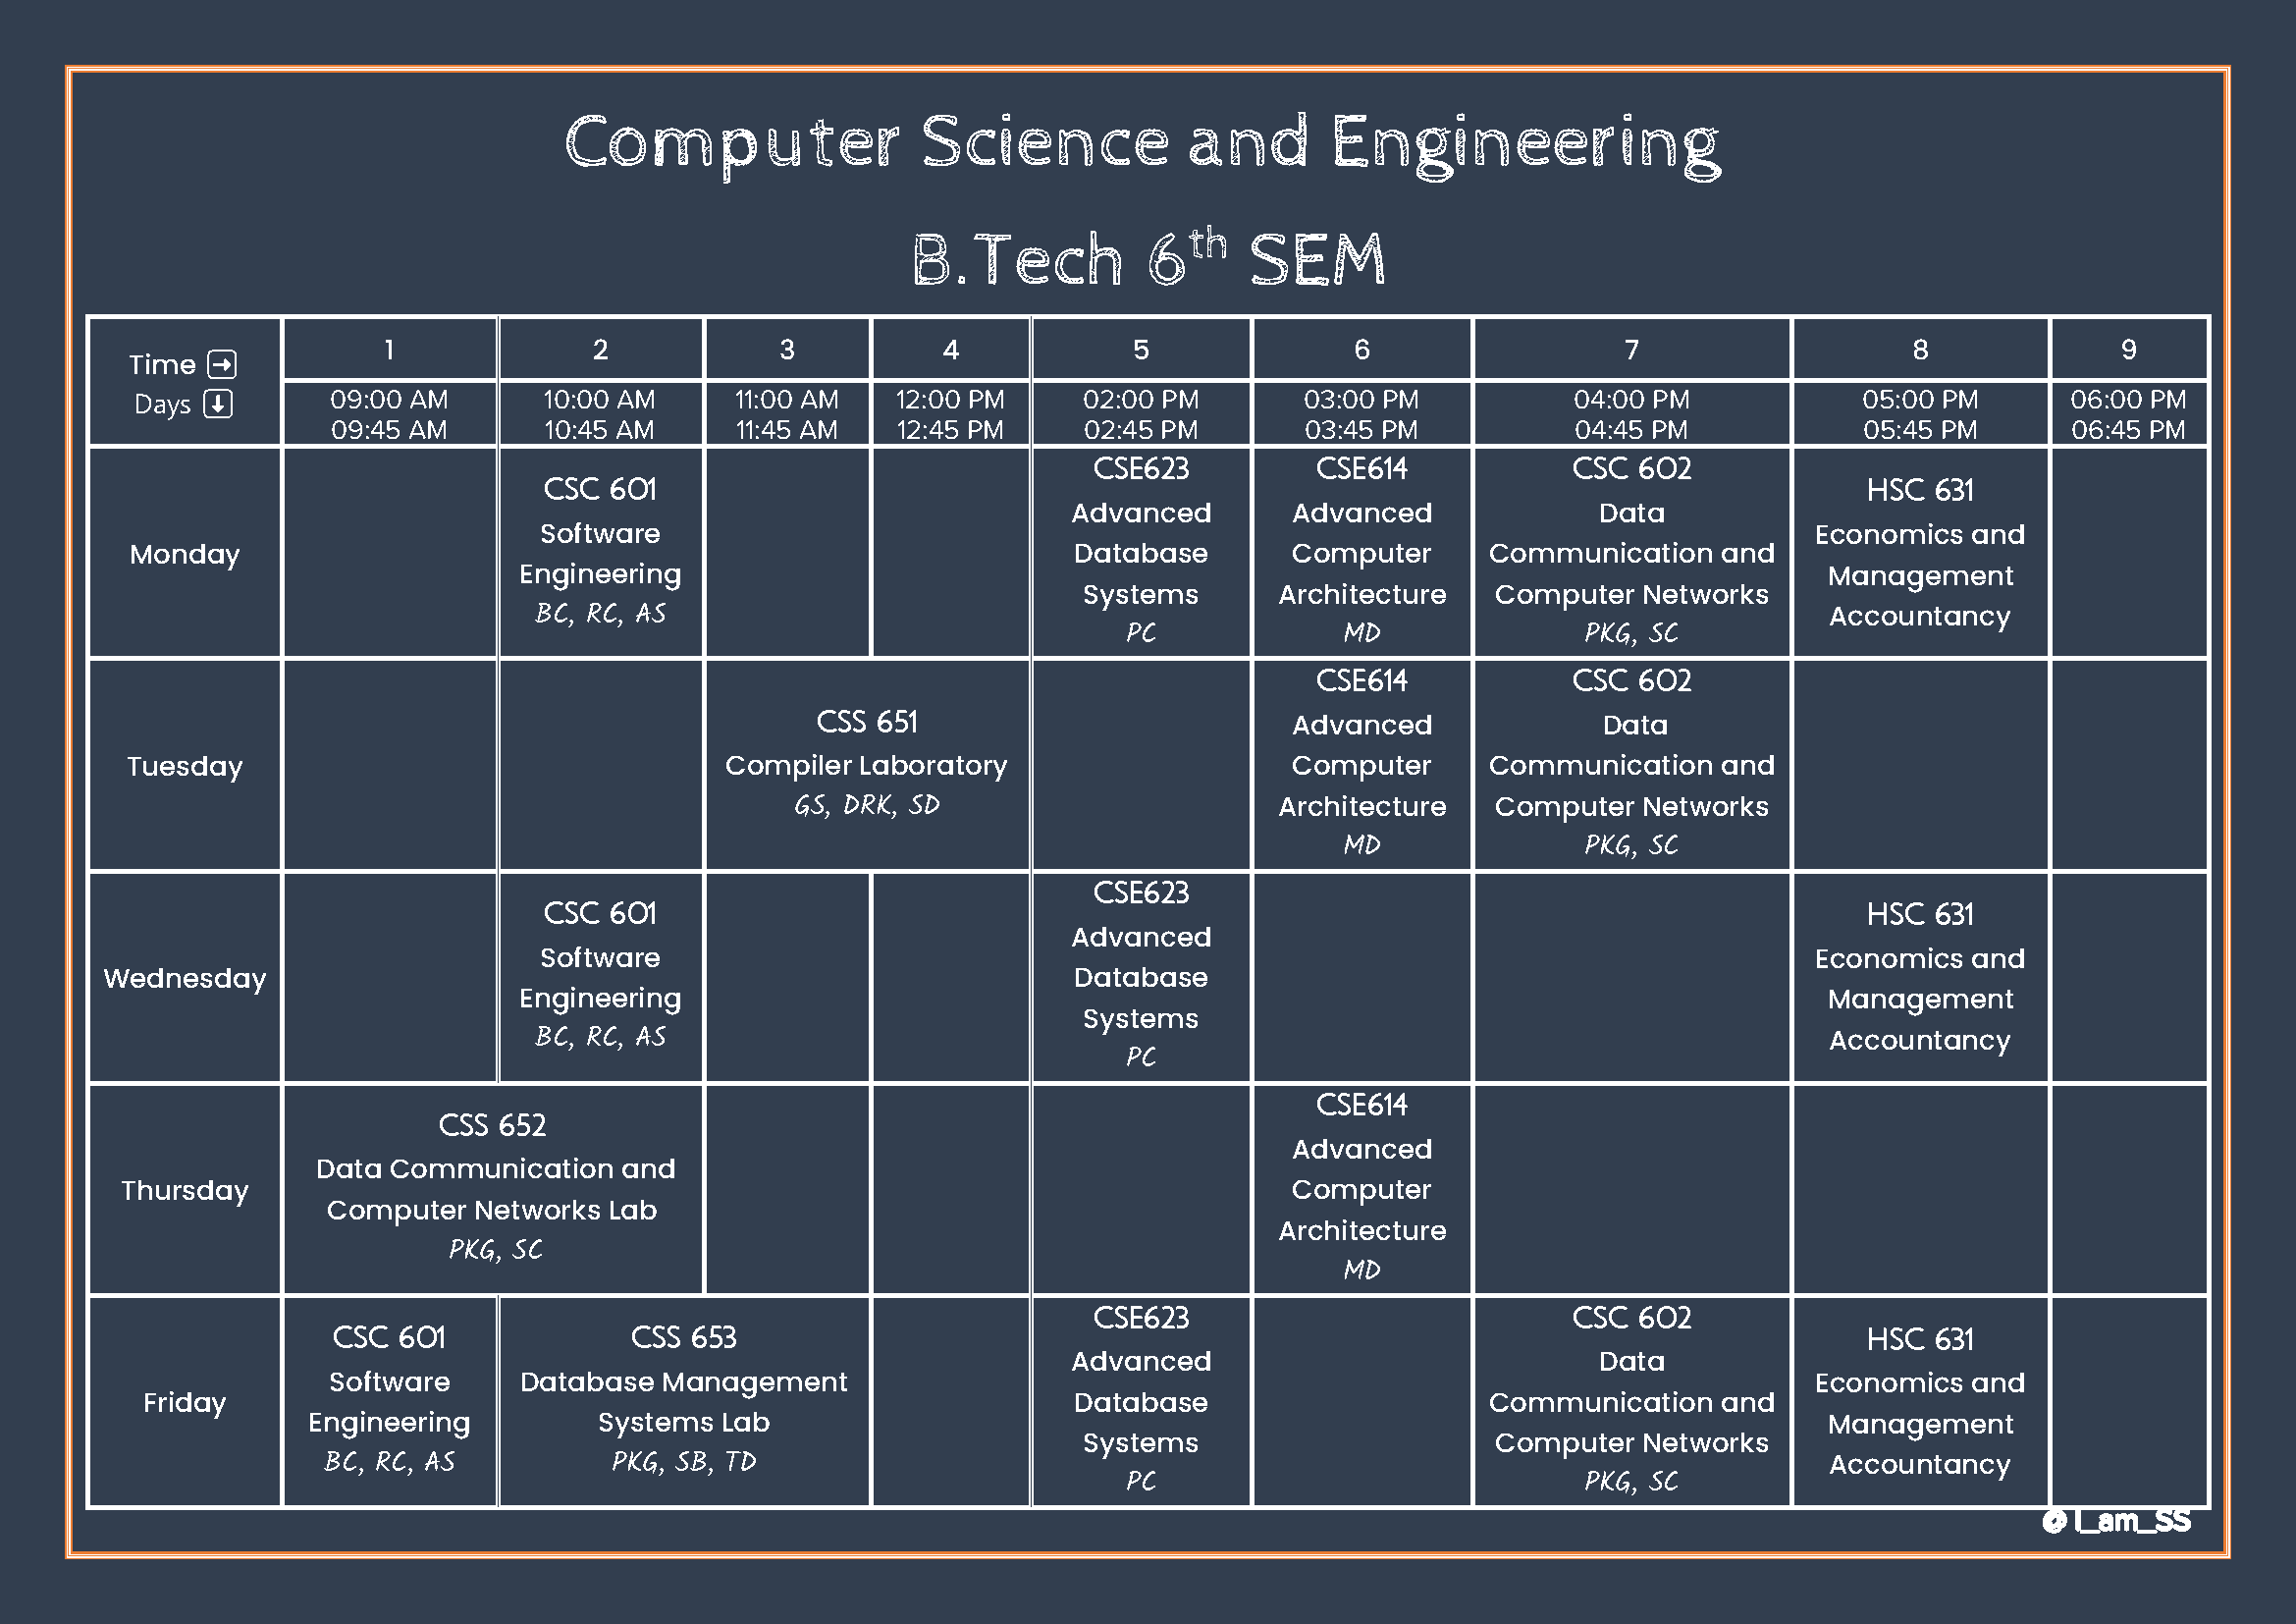 Computer Science and Engineering
B.Tech 6th SEM
Time →
Days ↓
1 2 3 4 5 6 7 8 9
09:00 AM 10:00 AM 11:00 AM 12:00 PM 02:00 PM 03:00 PM 04:00 PM 05:00 PM 06:00 PM
09:45 AM 10:45 AM 11:45 AM 12:45 PM 02:45 PM 03:45 PM 04:45 PM 05:45 PM 06:45 PM
Monday
CSC 601
Software
Engineering
BC, RC, AS
CSE623
Advanced
Database
Systems
PC
CSE614
Advanced
Computer
Architecture
MD
CSC 602
Data
Communication and
Computer Networks
PKG, SC
HSC 631
Economics and
Management
Accountancy
Tuesday
CSS 651
Compiler Laboratory
GS, DRK, SD
CSE614
Advanced
Computer
Architecture
MD
CSC 602
Data
Communication and
Computer Networks
PKG, SC
Wednesday
CSC 601
Software
Engineering
BC, RC, AS
CSE623
Advanced
Database
Systems
PC
HSC 631
Economics and
Management
Accountancy
Thursday
CSS 652
Data Communication and
Computer Networks Lab
PKG, SC
CSE614
Advanced
Computer
Architecture
MD
Friday
CSC 601
Software
Engineering
BC, RC, AS
CSS 653
Database Management
Systems Lab
PKG, SB, TD
CSE623
Advanced
Database
Systems
PC
CSC 602
Data
Communication and
Computer Networks
PKG, SC
HSC 631
Economics and
Management
Accountancy
@ I_am_SS